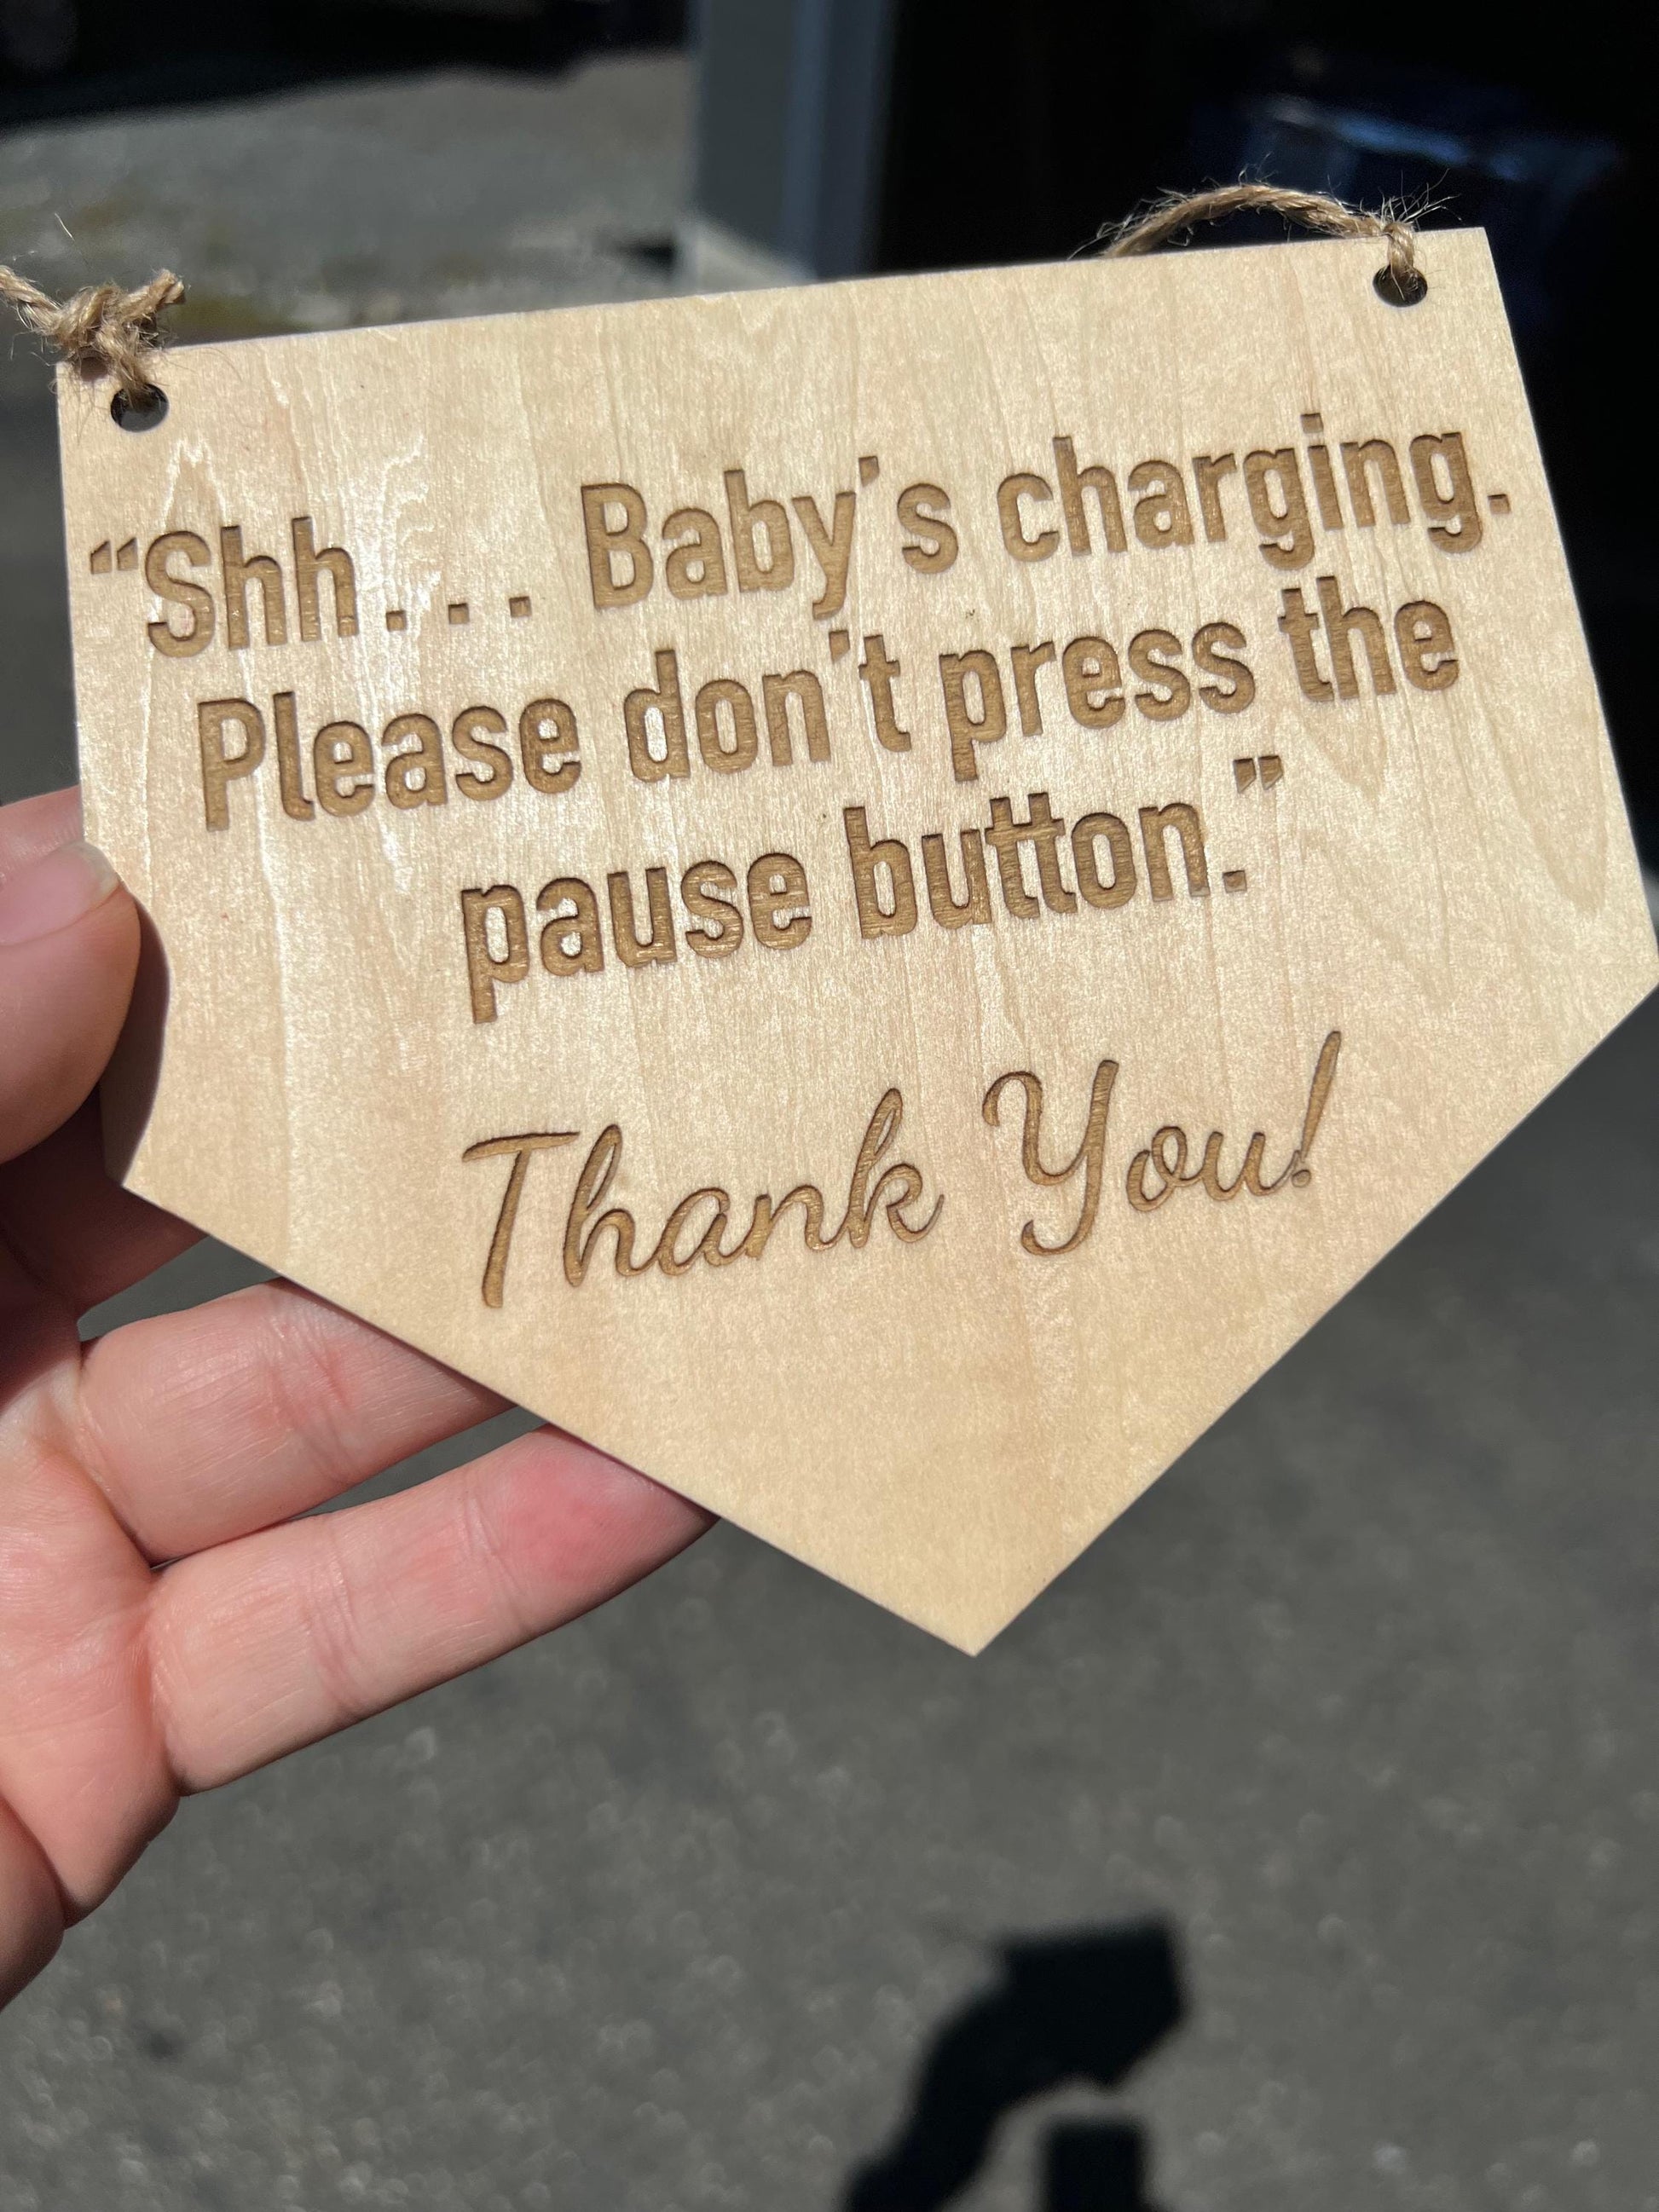 “Shh... Baby's charging.
Please don't press the
pause button.”
Thank You!